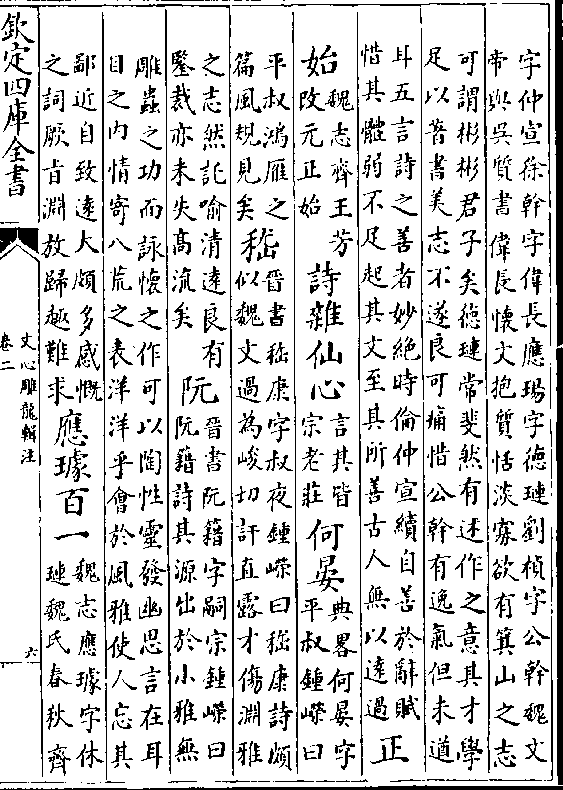 字仲宣徐幹字偉長應瑒字德璉劉楨字公幹魏文
帝與吳質書偉長懷文抱質恬淡寡欲有箕山之志
可謂彬彬君子矣德璉常斐然有述作之意其才學
足以著書美志不遂良可痛惜公幹有逸氣但未遒
耳五言詩之善者妙絕時倫仲宣續自善於辭賦
惜其體弱不足起其文至其所善古人無以遠過
正
始
魏志齊王芳
改元正始
詩雜仙心
言其皆
宗老莊
何晏
典畧何晏字
平叔鍾嶸曰
平叔鴻雁之
篇風規見矣
嵇
晉書嵇康字叔夜鍾嶸曰嵇康詩頗
似魏文過為峻切訐直露才傷淵雅
之志然託喻清遠良有
鑒裁亦未失高流矣
阮
晉書阮籍字嗣宗鍾嶸曰
阮籍詩其源出於小雅無
雕蟲之功而詠懷之作可以陶性靈發幽思言在耳
目之內情寄八荒之表洋洋乎會於風雅使人忘其
鄙近自致遠大頗多感慨
之詞厥旨淵放歸趣難求
應璩百一
魏志應璩字休
璉魏氏春秋齊
欽定四庫全書
文心雕龍輯注
卷二
六